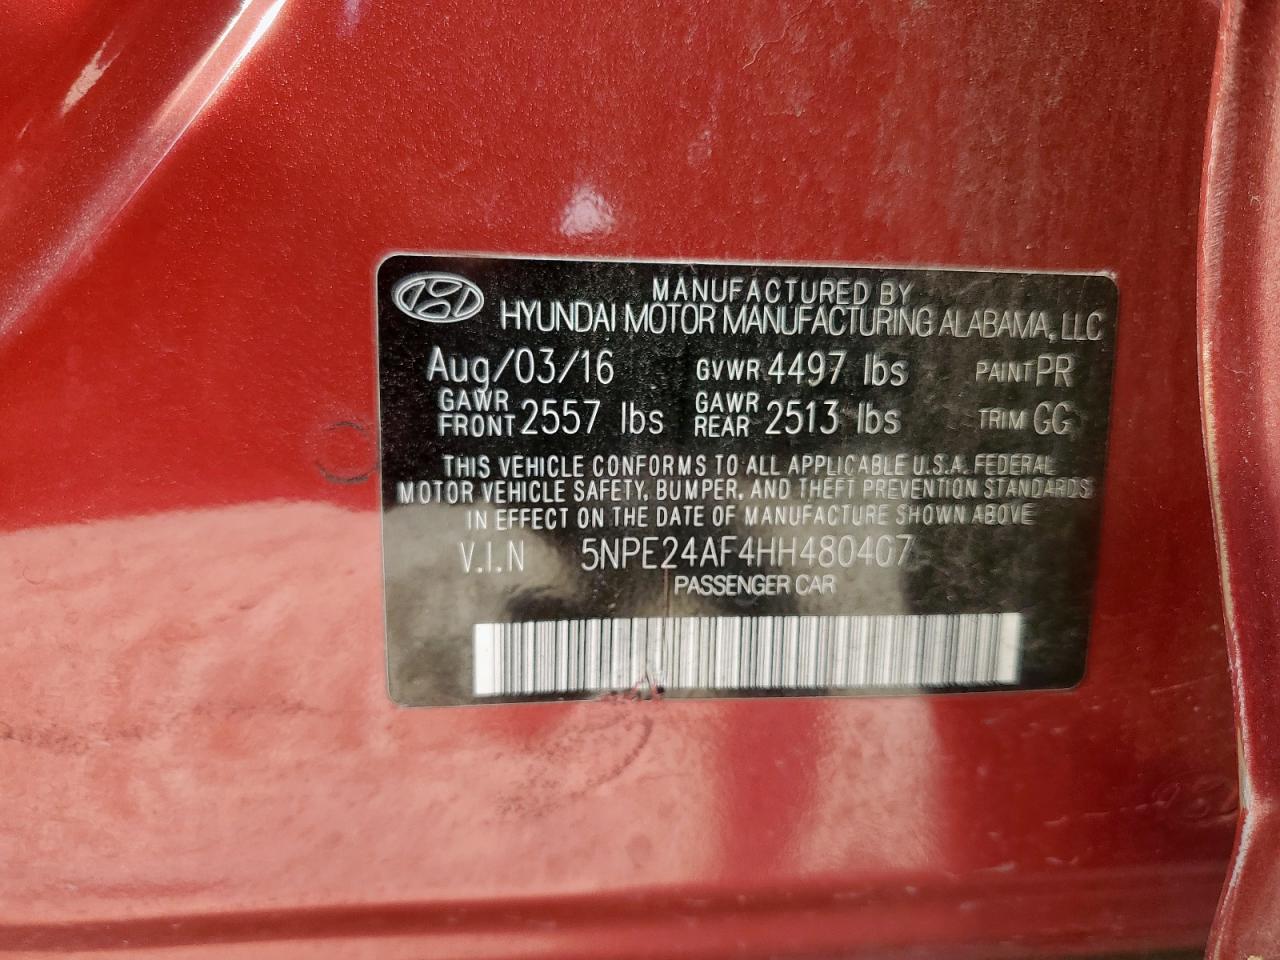 MANUFACTURED BY
HYUNDAI MOTOR MANUFACTURING ALABAMA, LLC
Aug/03/16 GVWR 4497 lbs PAINT PR
GAWR FRONT 2557 lbs GAWR REAR 2513 lbs TRIM GG
THIS VEHICLE CONFORMS TO ALL APPLICABLE U.S.A. FEDERAL
MOTOR VEHICLE SAFETY, BUMPER, AND THEFT PREVENTION STANDARDS
IN EFFECT ON THE DATE OF MANUFACTURE SHOWN ABOVE
V.I.N 5NPE24AF4HH480407
PASSENGER CAR